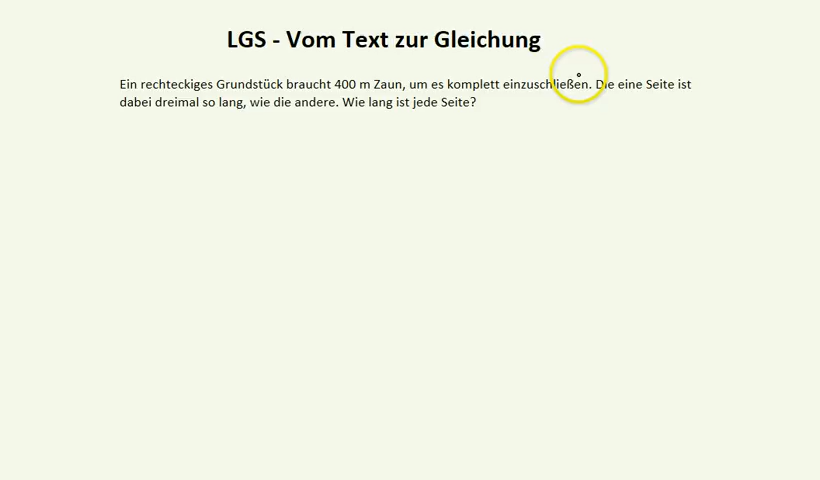 LGS - Vom Text zur Gleichung
Ein rechteckiges Grundstück braucht 400 m Zaun, um es komplett einzuschließen. Die eine Seite ist
dabei dreimal so lang, wie die andere. Wie lang ist jede Seite?